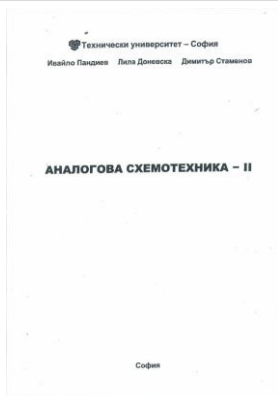 Технически университет – София
Ивайло Пандиев Лила Доневска Димитър Стаменов
АНАЛОГОВА СХЕМОТЕХНИКА – II
София